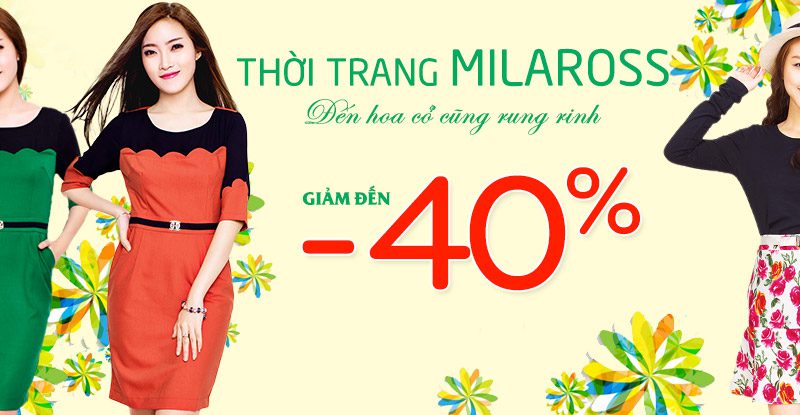 THỜI TRANG MILAROSS
Đến hoa cỏ cũng rung rinh
GIẢM ĐẾN
-40%